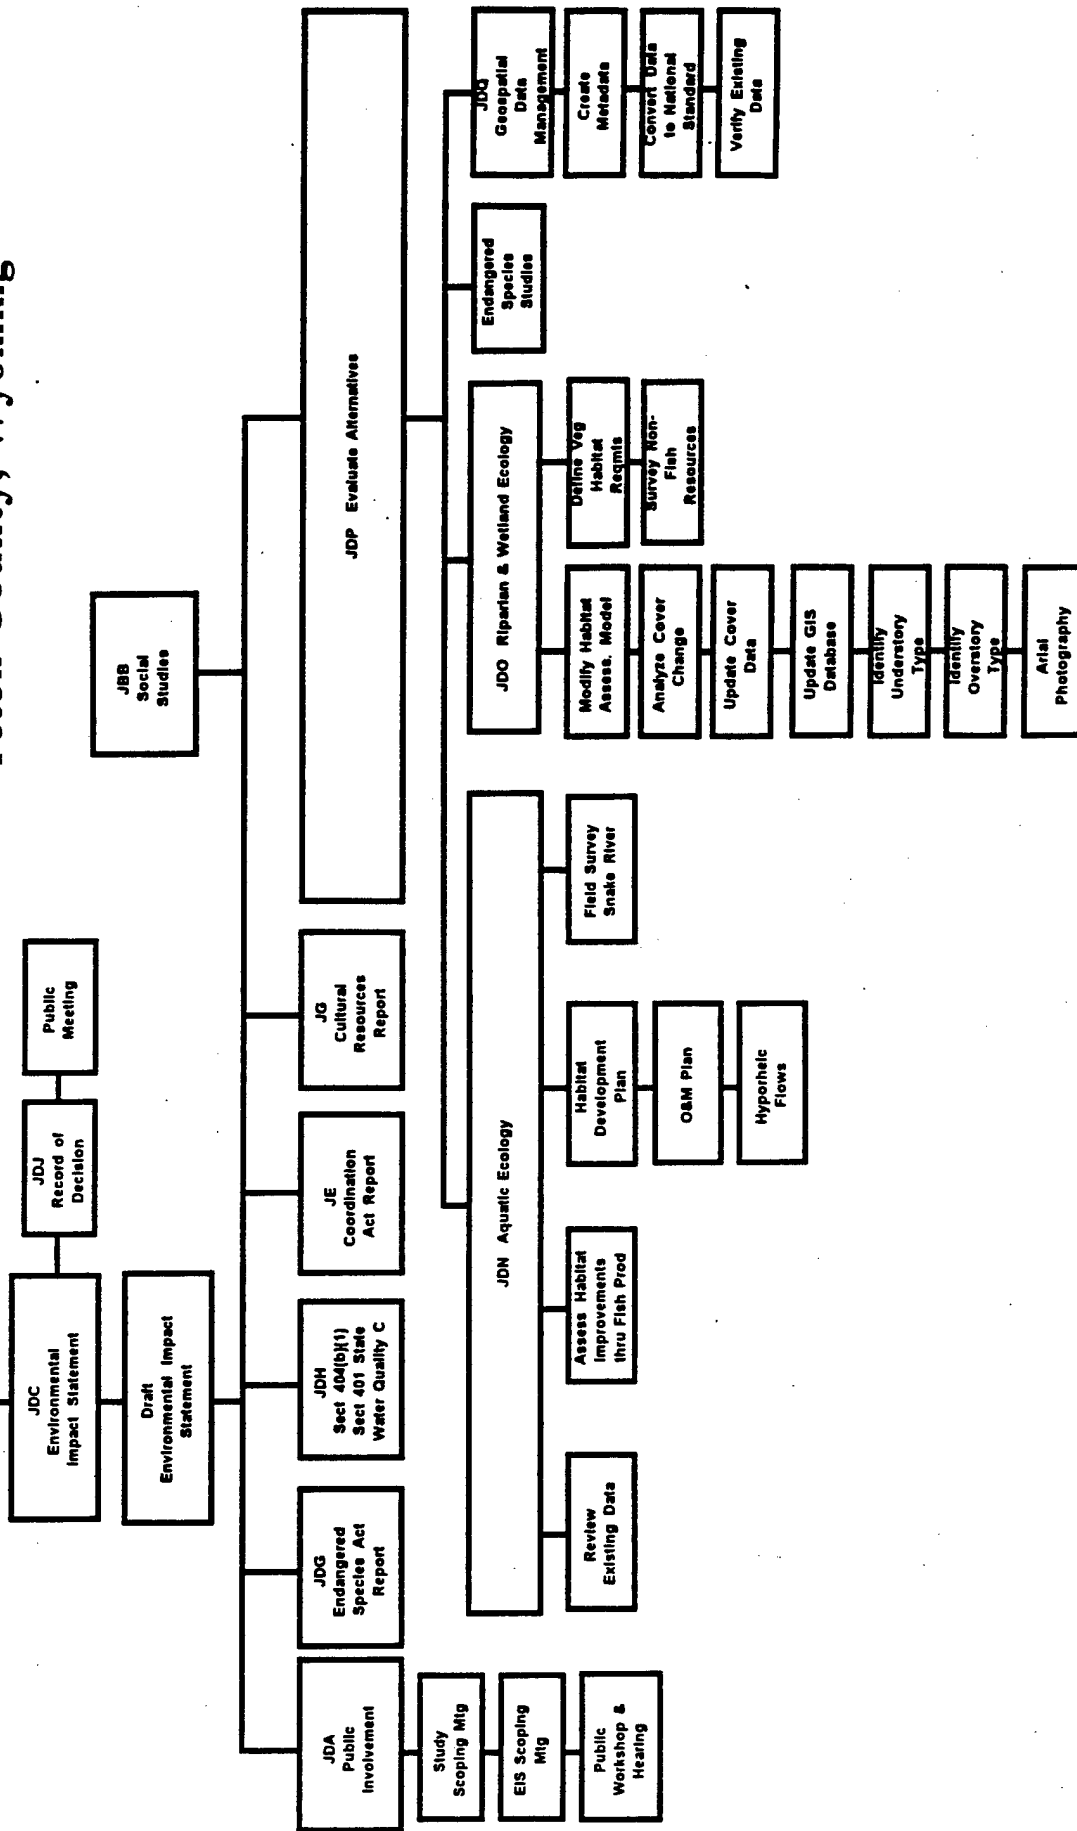 Wyoming
JDC
Environmental
Impact Statement
JDJ
Record of
Decision
Public
Meeting
Draft
Environmental Impact
Statement
JBB
Social
Studies
JDA
Public
Involvement
JDG
Endangered
Species Act
Report
JDH
Sect 404(b)(1)
Sect 401 State
Water Quality C
JE
Coordination
Act Report
JG
Cultural
Resources
Report
JDP Evaluate Alternatives
Study
Scoping Mtg
EIS Scoping
Mtg
Public
Workshop &
Hearing
JDN Aquatic Ecology
Review
Existing Data
Assess Habitat
Improvements
thru Fish Prod
Habitat
Development
Plan
O&M Plan
Hyporheic
Flows
Field Survey
Snake River
JDO Riparian & Wetland Ecology
Modify Habitat
Assess. Model
Analyze Cover
Change
Update Cover
Data
Update GIS
Database
Identify
Understory
Type
Identify
Overstory
Type
Arial
Photography
Define Veg
Habitat
Reqmts
Survey Non-
Fish
Resources
Endangered
Species
Studies
JDQ
Geospatial
Data
Management
Create
Metadata
Convert Data
to National
Standard
Verify Existing
Data